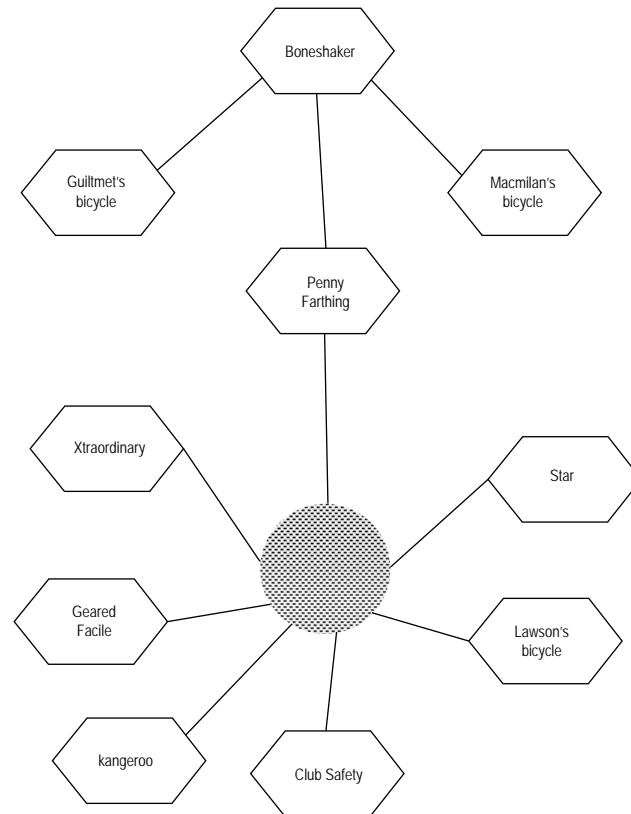 Boneshaker
Guiltmet's
bicycle
Macmilan's
bicycle
Penny
Farthing
Xtraordinary
Star
Geared
Facile
Lawson's
bicycle
kangeroo
Club Safety